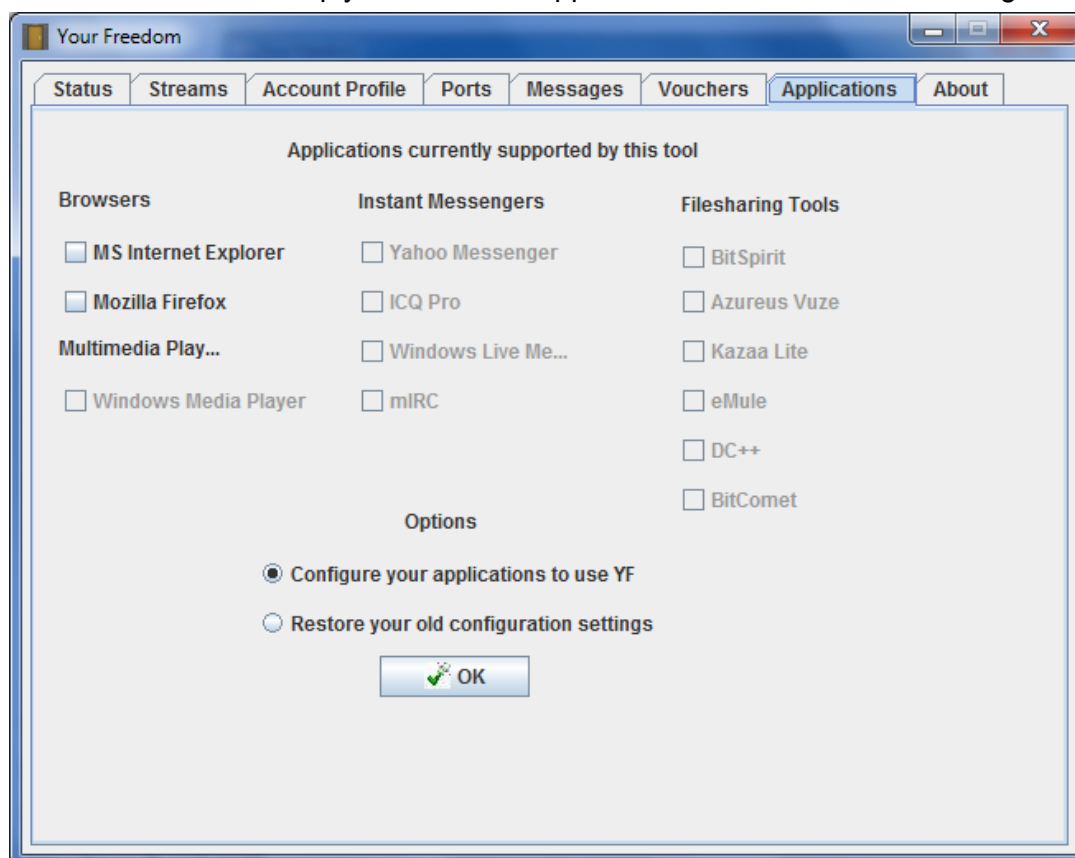 Your Freedom
Status Streams Account Profile Ports Messages Vouchers Applications About
Applications currently supported by this tool
Browsers
MS Internet Explorer
Mozilla Firefox
Multimedia Play...
Windows Media Player
Instant Messengers
Yahoo Messenger
ICQ Pro
Windows Live Me...
mIRC
Filesharing Tools
BitSpirit
Azureus Vuze
Kazaa Lite
eMule
DC++
BitComet
Options
Configure your applications to use YF
Restore your old configuration settings
OK